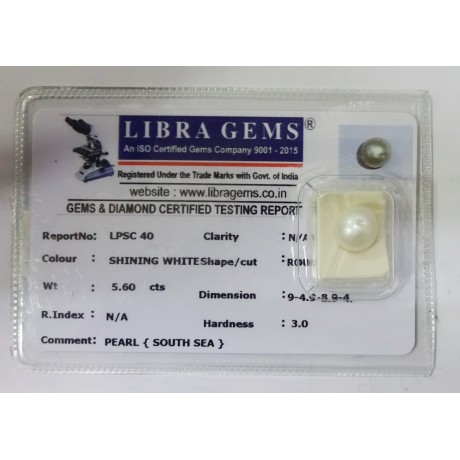 LIBRA GEMS ®
An ISO Certified Gems Company 9001 - 2015
Registered Under the Trade Marks with Govt. of India
website : www.libragems.co.in
GEMS & DIAMOND CERTIFIED TESTING REPORT
ReportNo: LPSC 40 Clarity : N/A
Colour : SHINING WHITE Shape/cut :
Wt : 5.60 cts Dimension :
R.Index : N/A Hardness : 3.0
Comment: PEARL { SOUTH SEA }